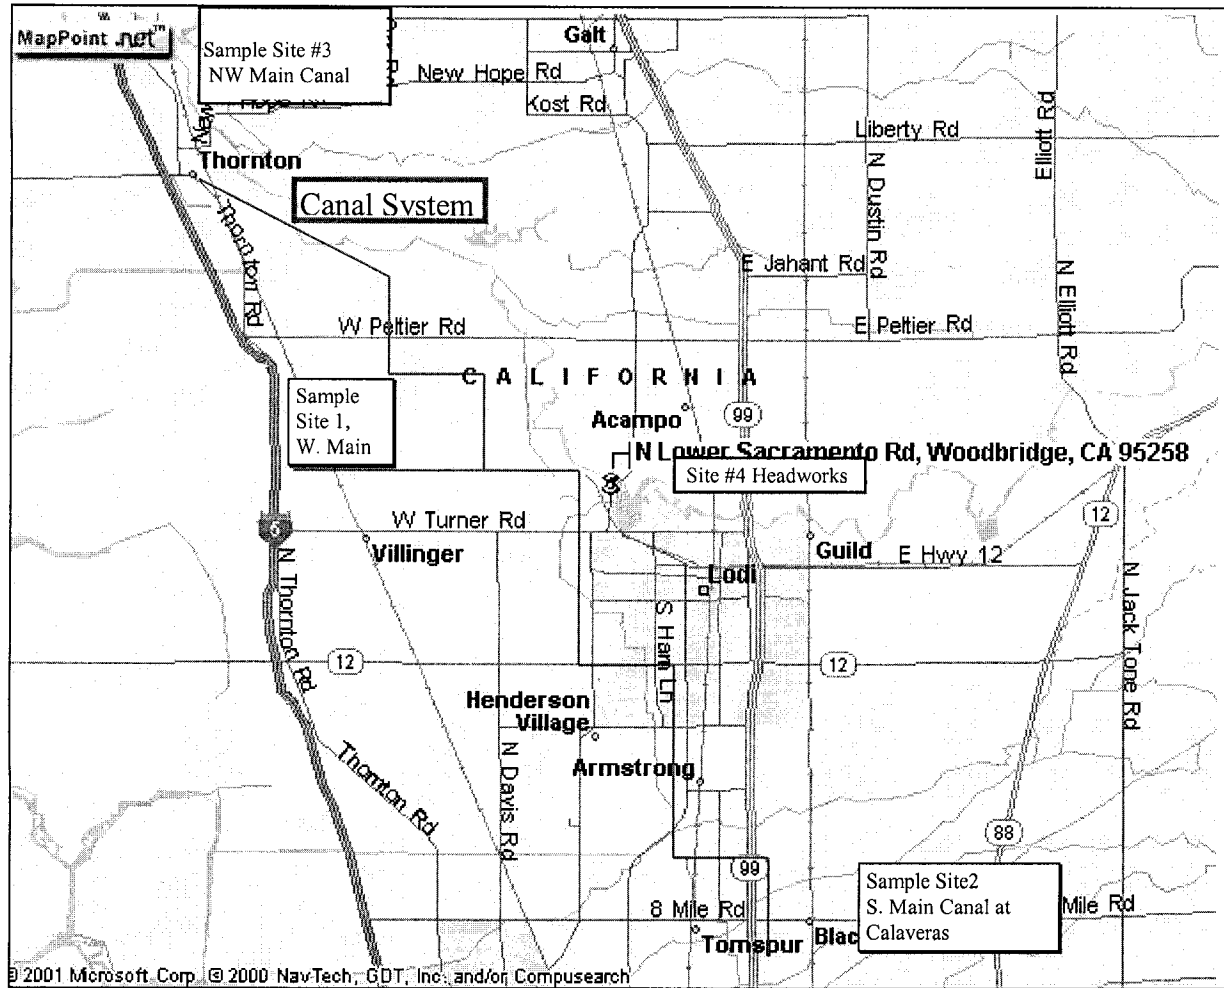 MapPoint .net™
Sample Site #3
NW Main Canal
Galt
New Hope Rd
Kost Rd
Liberty Rd
Elliott Rd
Thornton
Canal System
N Dustin Rd
Thornton Rd
E Jahant Rd
N Elliott Rd
W Peltier Rd
E Peltier Rd
CALIFORNIA
Sample
Site 1,
W. Main
Acampo
99
N Lower Sacramento Rd, Woodbridge, CA 95258
Site #4 Headworks
12
W Turner Rd
Villinger
Guild
E Hwy 12
Lodi
N Thornton Rd
S Ham Ln
N Jack Tone Rd
12
12
Henderson
Village
Armstrong
N Davis Rd
Thornton Rd
88
99
Sample Site2
S. Main Canal at
Calaveras
8 Mile Rd
Mile Rd
Tomspur
Blac
© 2001 Microsoft Corp. © 2000 NavTech, GDT, Inc. and/or Compusearch